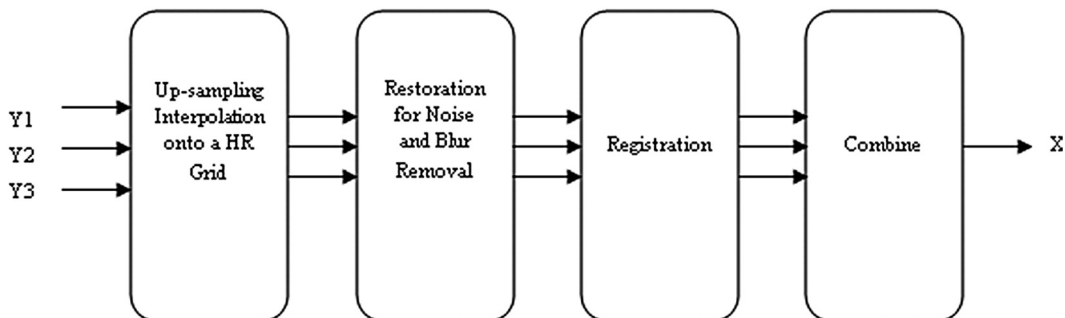 Y1
Y2
Y3
Up-sampling
Interpolation
onto a HR
Grid
Restoration
for Noise
and Blur
Removal
Registration
Combine
X